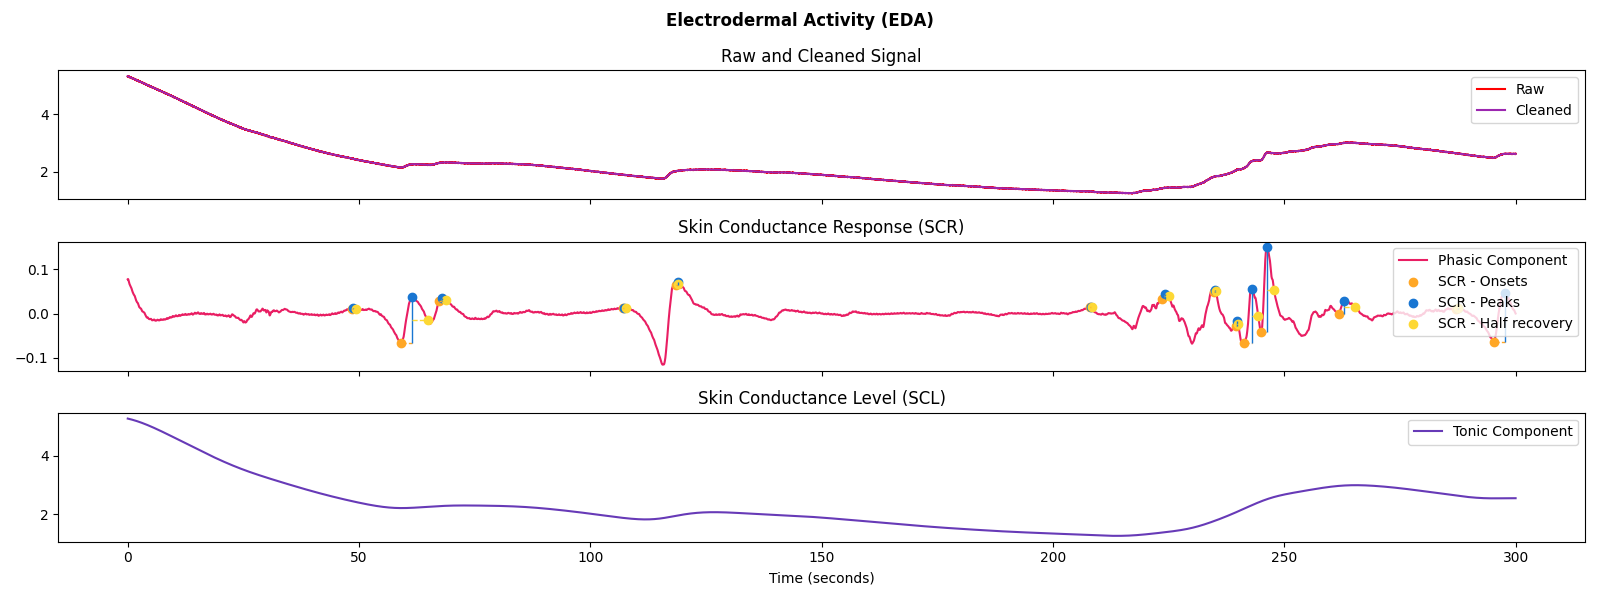 Electrodermal Activity (EDA)
Raw and Cleaned Signal
4
2
Raw
Cleaned
Skin Conductance Response (SCR)
0.1
0.0
−0.1
Phasic Component
SCR - Onsets
SCR - Peaks
SCR - Half recovery
Skin Conductance Level (SCL)
4
2
Tonic Component
0 50 100 150 200 250 300
Time (seconds)